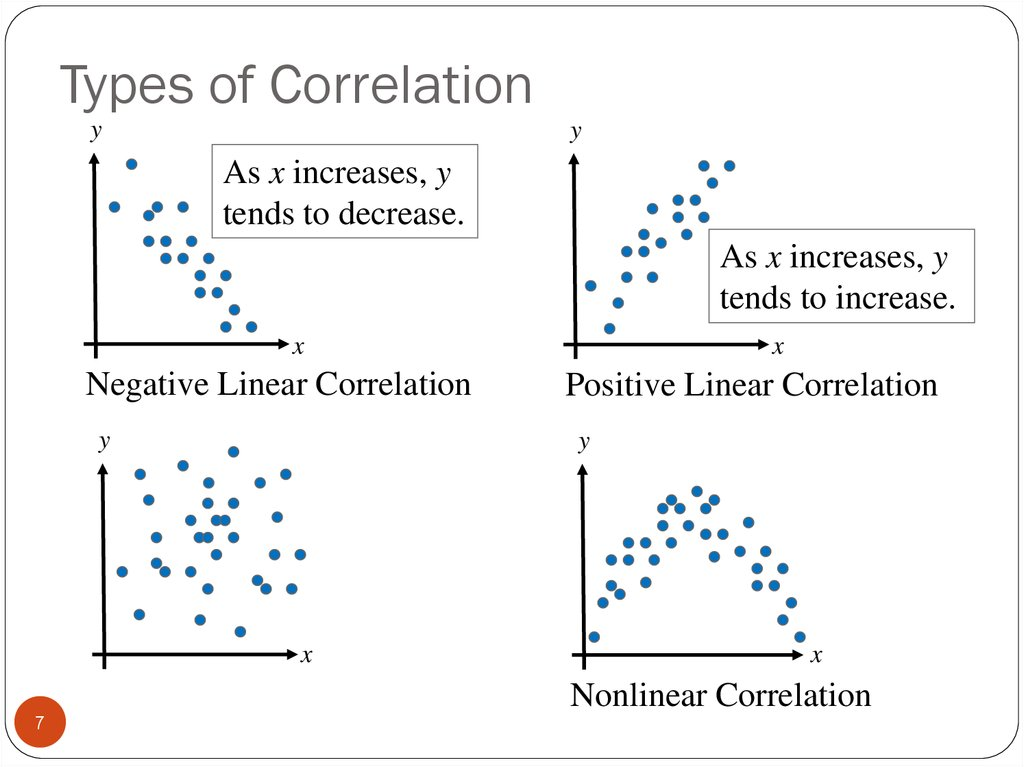 Types of Correlation
y
As x increases, y
tends to decrease.
x
Negative Linear Correlation
y
As x increases, y
tends to increase.
x
Positive Linear Correlation
y
x
y
x
Nonlinear Correlation
7